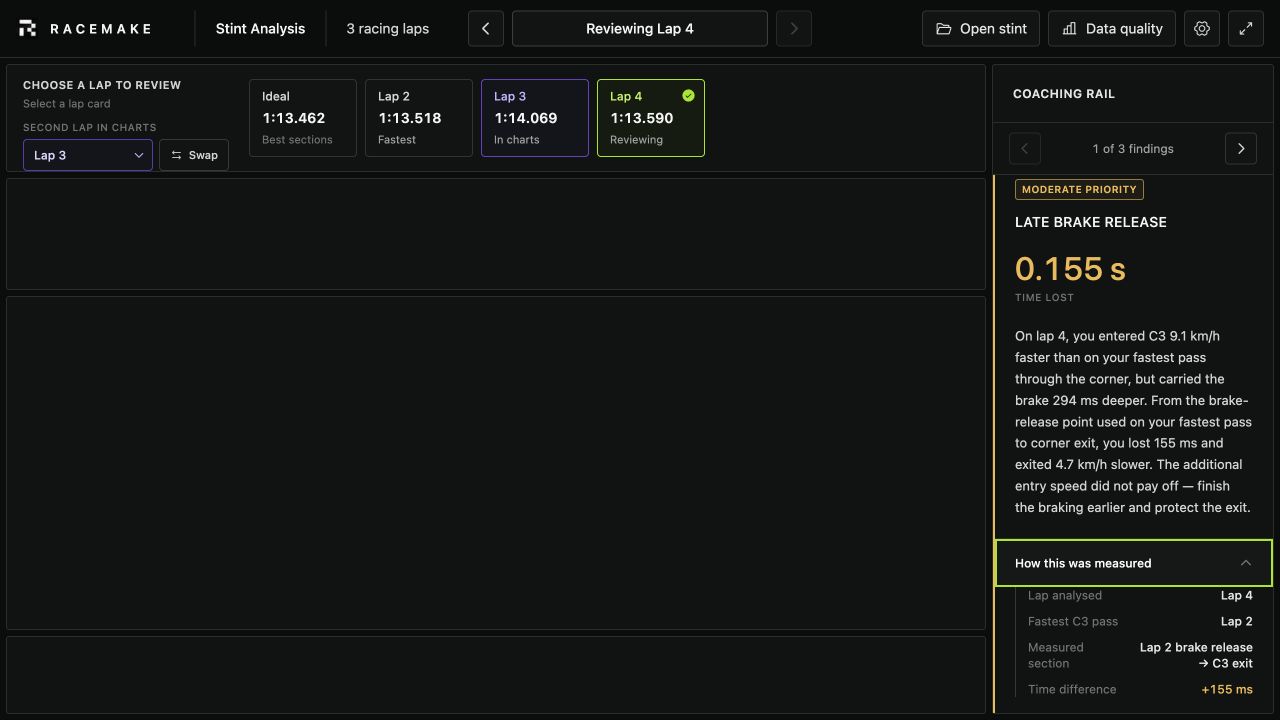 RACEMAKE
Stint Analysis
3 racing laps
Reviewing Lap 4
Open stint
Data quality
CHOOSE A LAP TO REVIEW
Select a lap card
SECOND LAP IN CHARTS
Lap 3
Swap
Ideal
1:13.462
Best sections
Lap 2
1:13.518
Fastest
Lap 3
1:14.069
In charts
Lap 4
1:13.590
Reviewing
COACHING RAIL
1 of 3 findings
MODERATE PRIORITY
LATE BRAKE RELEASE
0.155 s
TIME LOST
On lap 4, you entered C3 9.1 km/h
faster than on your fastest pass
through the corner, but carried the
brake 294 ms deeper. From the brake-
release point used on your fastest pass
to corner exit, you lost 155 ms and
exited 4.7 km/h slower. The additional
entry speed did not pay off — finish
the braking earlier and protect the exit.
How this was measured
Lap analysed Lap 4
Fastest C3 pass Lap 2
Measured Lap 2 brake release
section → C3 exit
Time difference +155 ms